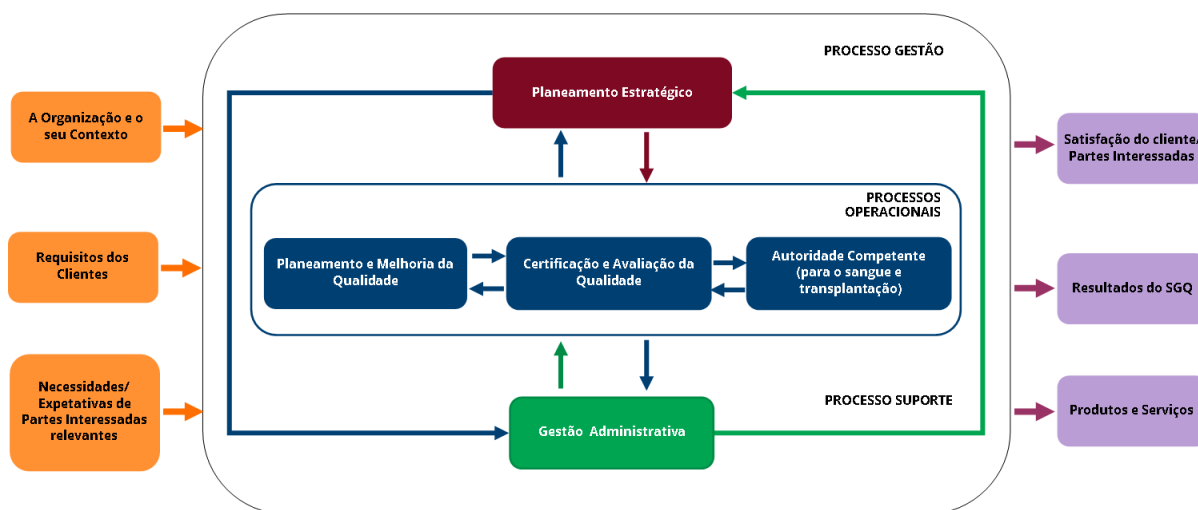 PROCESSO GESTÃO
Planeamento Estratégico
A Organização e o
seu Contexto
Satisfação do cliente/
Partes Interessadas
PROCESSOS
OPERACIONAIS
Requisitos dos
Clientes
Planeamento e Melhoria da
Qualidade
Certificação e Avaliação da
Qualidade
Autoridade Competente
(para o sangue e
transplantação)
Resultados do SGQ
Necessidades/
Expetativas de
Partes Interessadas
relevantes
PROCESSO SUPORTE
Gestão Administrativa
Produtos e Serviços